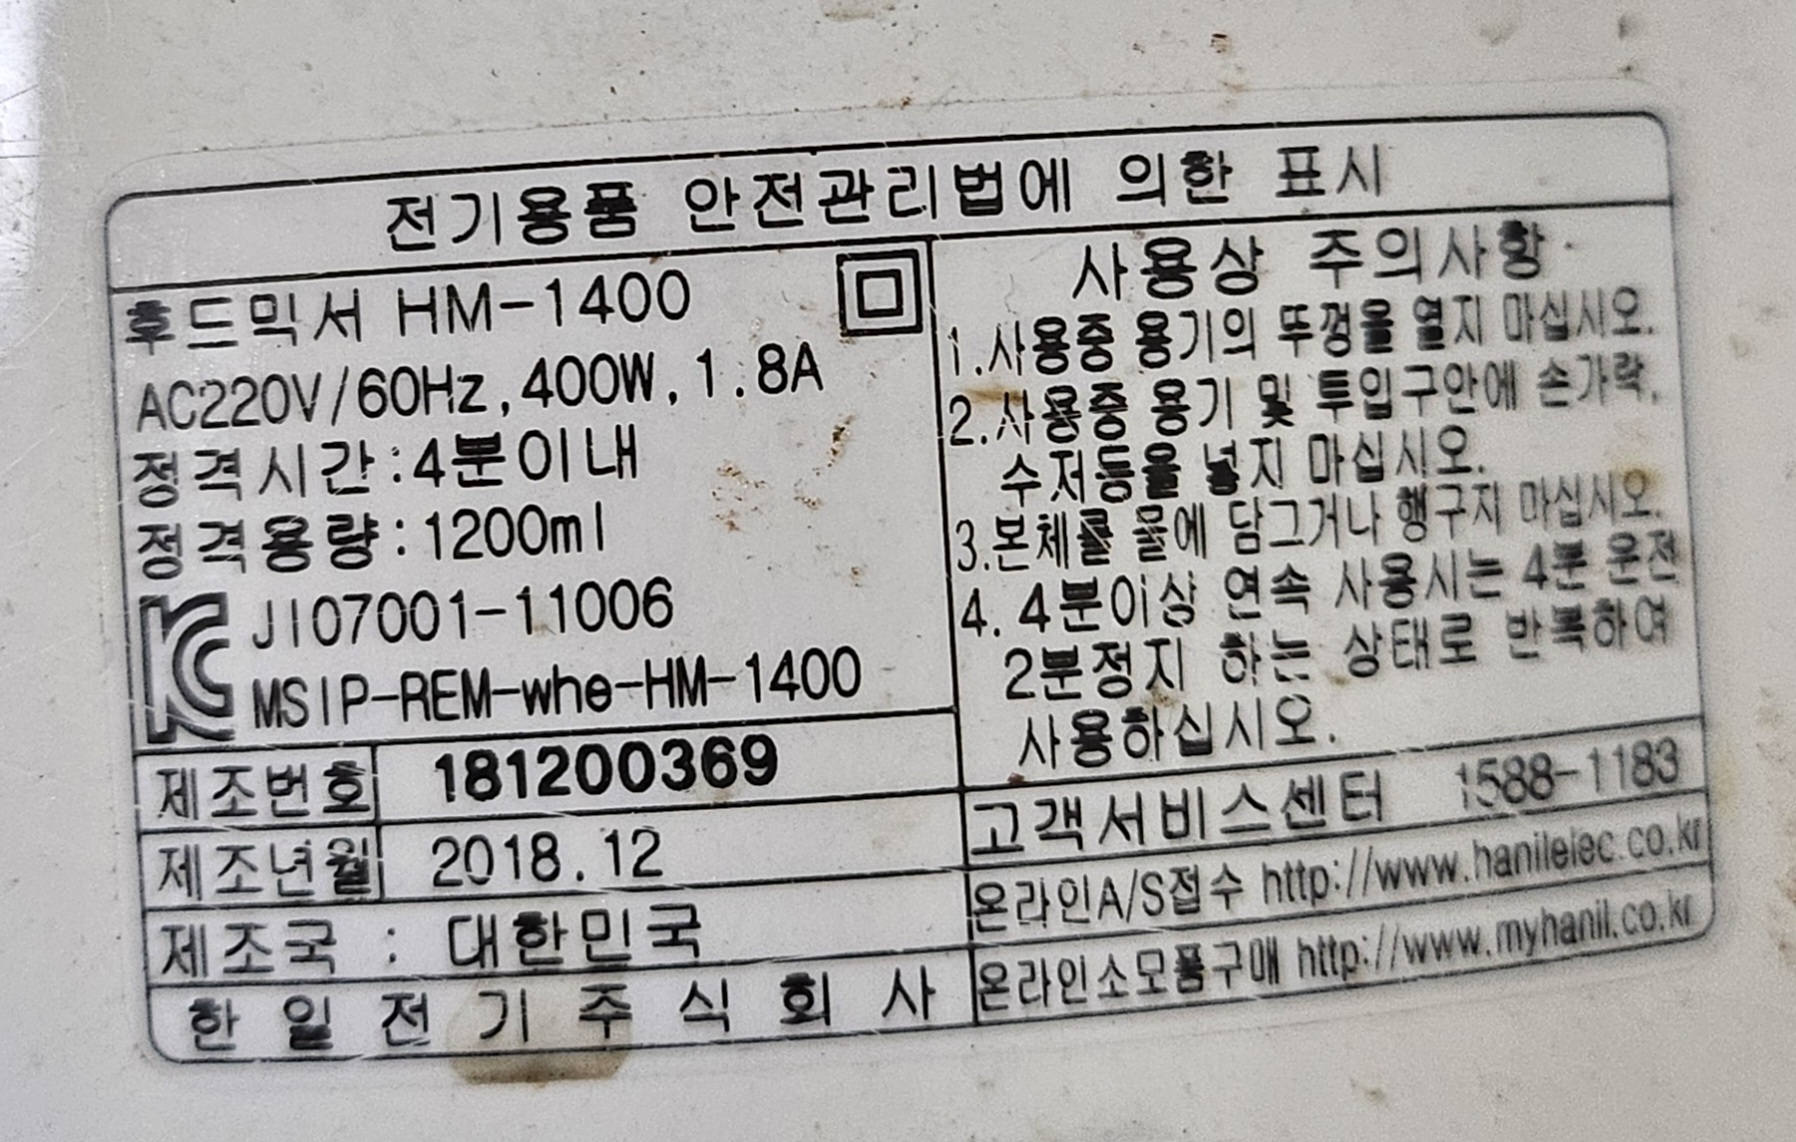 전기용품 안전관리법에 의한 표시
후드믹서 HM-1400
AC220V/60Hz, 400W, 1.8A
정격시간:4분이내
정격용량:1200ml
JI07001-11006
MSIP-REM-whe-HM-1400
제조번호 181200369
제조년월 2018.12
제조국 : 대한민국
한일전기주식회사
사용상 주의사항
1.사용중 용기의 뚜껑을 열지 마십시오.
2.사용중 용기 및 투입구안에 손가락,
수저등을 넣지 마십시오.
3.본체를 물에 담그거나 행구지 마십시오.
4. 4분이상 연속 사용시는 4분 운전
2분정지 하는 상태로 반복하여
사용하십시오.
고객서비스센터 1588-1183
온라인A/S접수 http://www.hanilelec.co.kr
온라인소모품구매 http://www.myhanil.co.kr